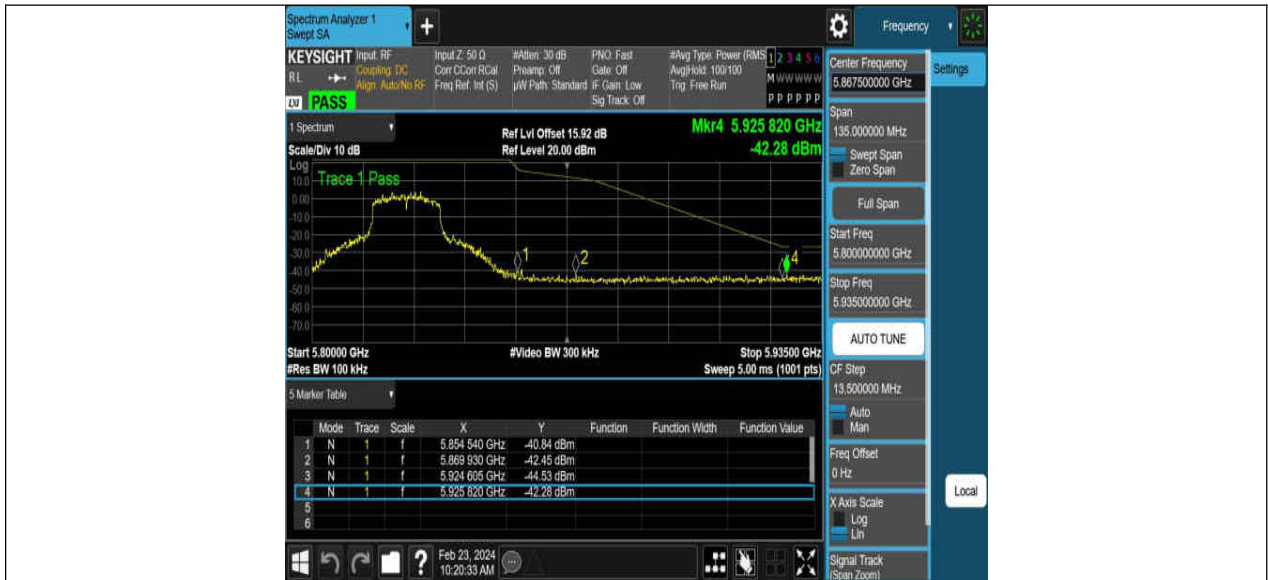 Spectrum Analyzer 1
Swept SA
+
Frequency
KEYSIGHT
RL
LXI
PASS
Input: RF
Coupling: DC
Align: Auto/No RF
Input Z: 50 Ω
Corr CCorr RCal
Freq Ref: Int (S)
#Atten: 30 dB
Preamp: Off
µW Path: Standard
PNO: Fast
Gate: Off
IF Gain: Low
Sig Track: Off
#Avg Type: Power (RMS
Avg|Hold: 100/100
Trig: Free Run
1 2 3 4 5 6
M W W W W W
P P P P P P
1 Spectrum
Scale/Div 10 dB
Ref Lvl Offset 15.92 dB
Ref Level 20.00 dBm
Mkr4 5.925 820 GHz
-42.28 dBm
Log
Trace 1 Pass
10.0
0.00
-10.0
-20.0
-30.0
-40.0
-50.0
-60.0
-70.0
1
2
4
Start 5.80000 GHz
#Res BW 100 kHz
#Video BW 300 kHz
Stop 5.93500 GHz
Sweep 5.00 ms (1001 pts)
5 Marker Table
Mode Trace Scale X Y Function Function Width Function Value
1 N 1 f 5.854 540 GHz -40.84 dBm
2 N 1 f 5.869 930 GHz -42.45 dBm
3 N 1 f 5.924 605 GHz -44.53 dBm
4 N 1 f 5.925 820 GHz -42.28 dBm
5
6
?
Feb 23, 2024
10:20:33 AM
Center Frequency
5.867500000 GHz
Settings
Span
135.000000 MHz
Swept Span
Zero Span
Full Span
Start Freq
5.800000000 GHz
Stop Freq
5.935000000 GHz
AUTO TUNE
CF Step
13.500000 MHz
Auto
Man
Freq Offset
0 Hz
X Axis Scale
Log
Lin
Signal Track
(Span Zoom)
Local